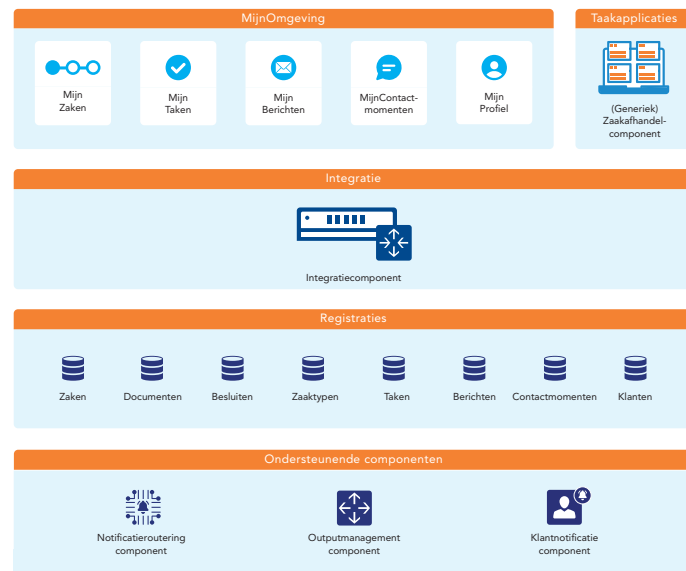 MijnOmgeving
Mijn
Zaken
Mijn
Taken
Mijn
Berichten
MijnContact-
momenten
Mijn
Profiel
Taakapplicaties
(Generiek)
Zaakafhandel-
component
Integratie
Integratiecomponent
Registraties
Zaken
Documenten
Besluiten
Zaaktypen
Taken
Berichten
Contactmomenten
Klanten
Ondersteunende componenten
Notificatieroutering
component
Outputmanagement
component
Klantnotificatie
component